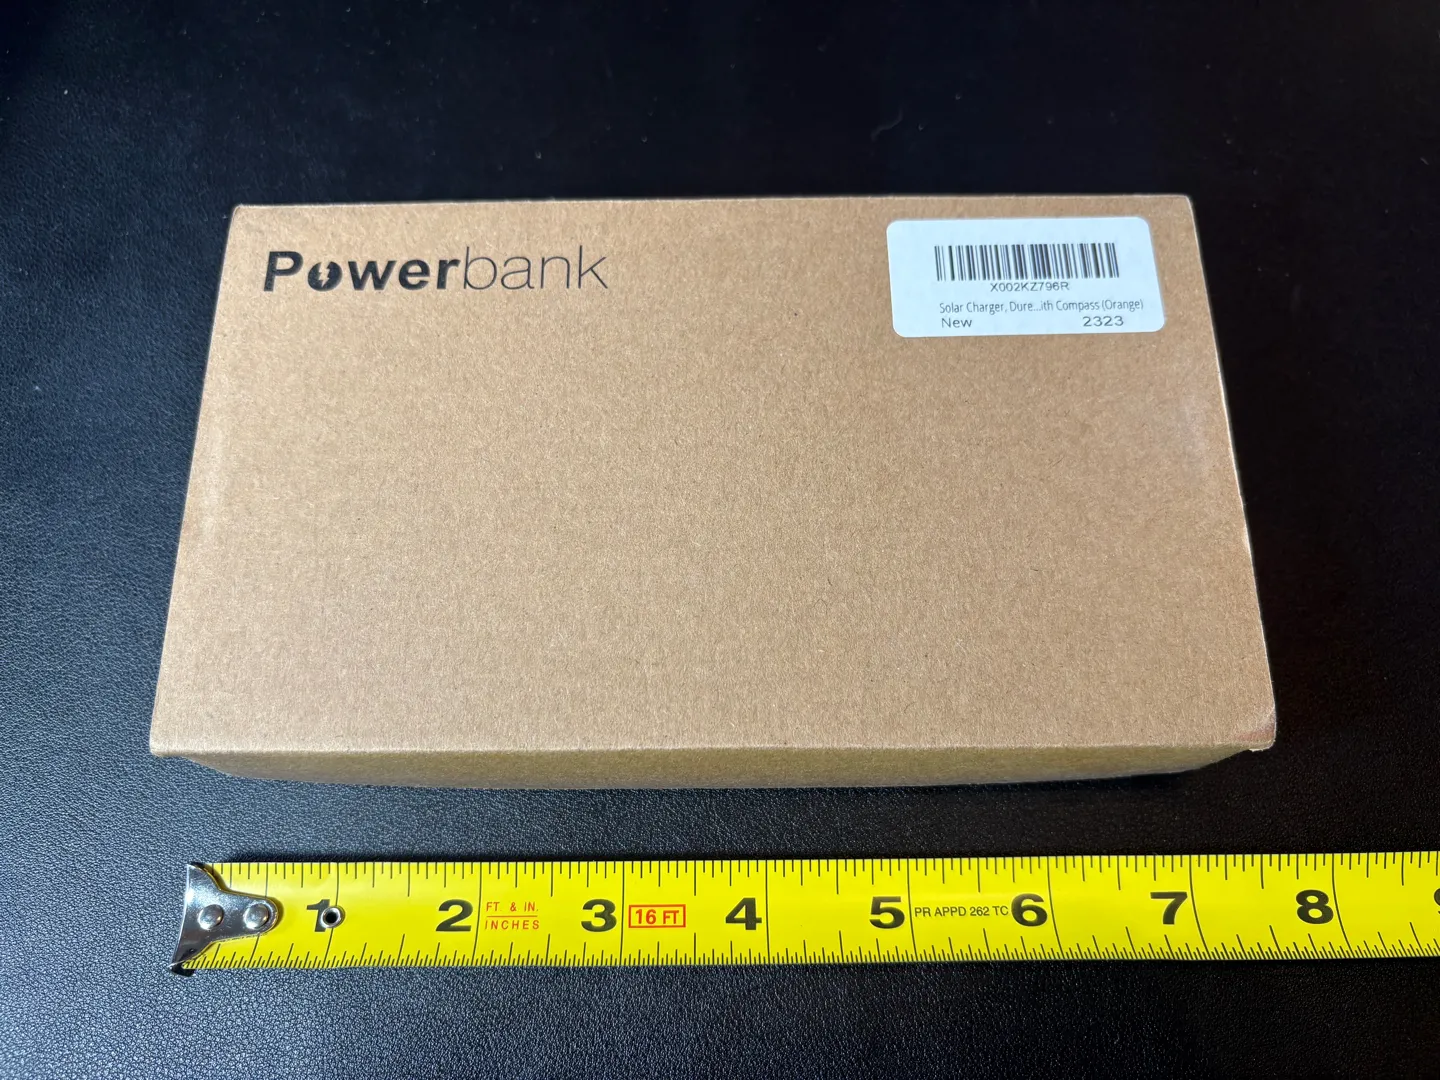 Powerbank
X002KZ796R
Solar Charger, Dure...ith Compass (Orange)
New 2323
1 2 FT. & IN. INCHES 3 16 FT 4 5 PR APPD 262 TC 6 7 8 9